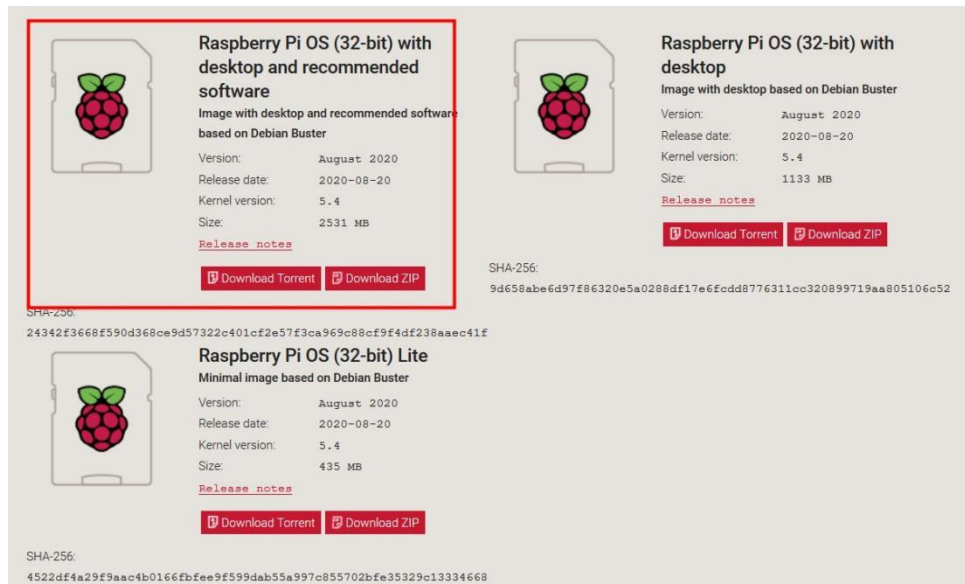 Raspberry Pi OS (32-bit) with
desktop and recommended
software
Image with desktop and recommended software
based on Debian Buster
Version: August 2020
Release date: 2020-08-20
Kernel version: 5.4
Size: 2531 MB
Release notes
Download Torrent Download ZIP
SHA-256:
24342f3668f590d368ce9d57322c401cf2e57f3ca969c88cf9f4df238aaec41f
Raspberry Pi OS (32-bit) with
desktop
Image with desktop based on Debian Buster
Version: August 2020
Release date: 2020-08-20
Kernel version: 5.4
Size: 1133 MB
Release notes
Download Torrent Download ZIP
SHA-256:
9d658abe6d97f86320e5a0288df17e6fcdd8776311cc320899719aa805106c52
Raspberry Pi OS (32-bit) Lite
Minimal image based on Debian Buster
Version: August 2020
Release date: 2020-08-20
Kernel version: 5.4
Size: 435 MB
Release notes
Download Torrent Download ZIP
SHA-256:
4522df4a29f9aac4b0166fbfee9f599dab55a997c855702bfe35329c13334668